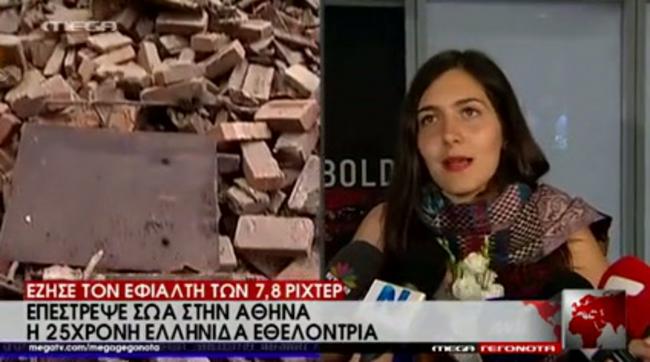 MEGA
BOLD
ΕΖΗΣΕ ΤΟΝ ΕΦΙΑΛΤΗ ΤΩΝ 7,8 ΡΙΧΤΕΡ
ΕΠΕΣΤΡΕΨΕ ΣΩΑ ΣΤΗΝ ΑΘΗΝΑ
Η 25ΧΡΟΝΗ ΕΛΛΗΝΙΔΑ ΕΘΕΛΟΝΤΡΙΑ
megatv.com/megagegonota
MEGA ΓΕΓΟΝΟΤΑ